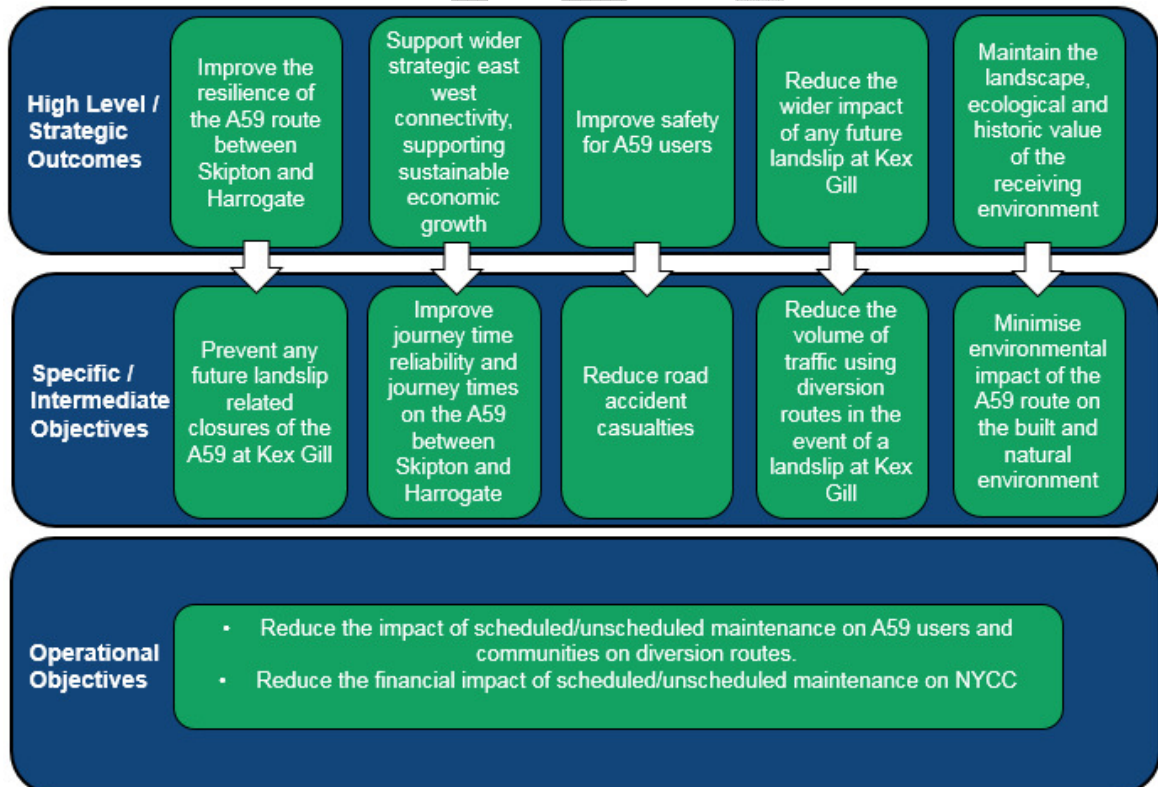 High Level /
Strategic
Outcomes
Improve the
resilience of
the A59 route
between
Skipton and
Harrogate
Support wider
strategic east
west
connectivity,
supporting
sustainable
economic
growth
Improve safety
for A59 users
Reduce the
wider impact
of any future
landslip at Kex
Gill
Maintain the
landscape,
ecological and
historic value
of the
receiving
environment
Specific /
Intermediate
Objectives
Prevent any
future landslip
related
closures of the
A59 at Kex Gill
Improve
journey time
reliability and
journey times
on the A59
between
Skipton and
Harrogate
Reduce road
accident
casualties
Reduce the
volume of
traffic using
diversion
routes in the
event of a
landslip at Kex
Gill
Minimise
environmental
impact of the
A59 route on
the built and
natural
environment
Operational
Objectives
• Reduce the impact of scheduled/unscheduled maintenance on A59 users and
communities on diversion routes.
• Reduce the financial impact of scheduled/unscheduled maintenance on NYCC